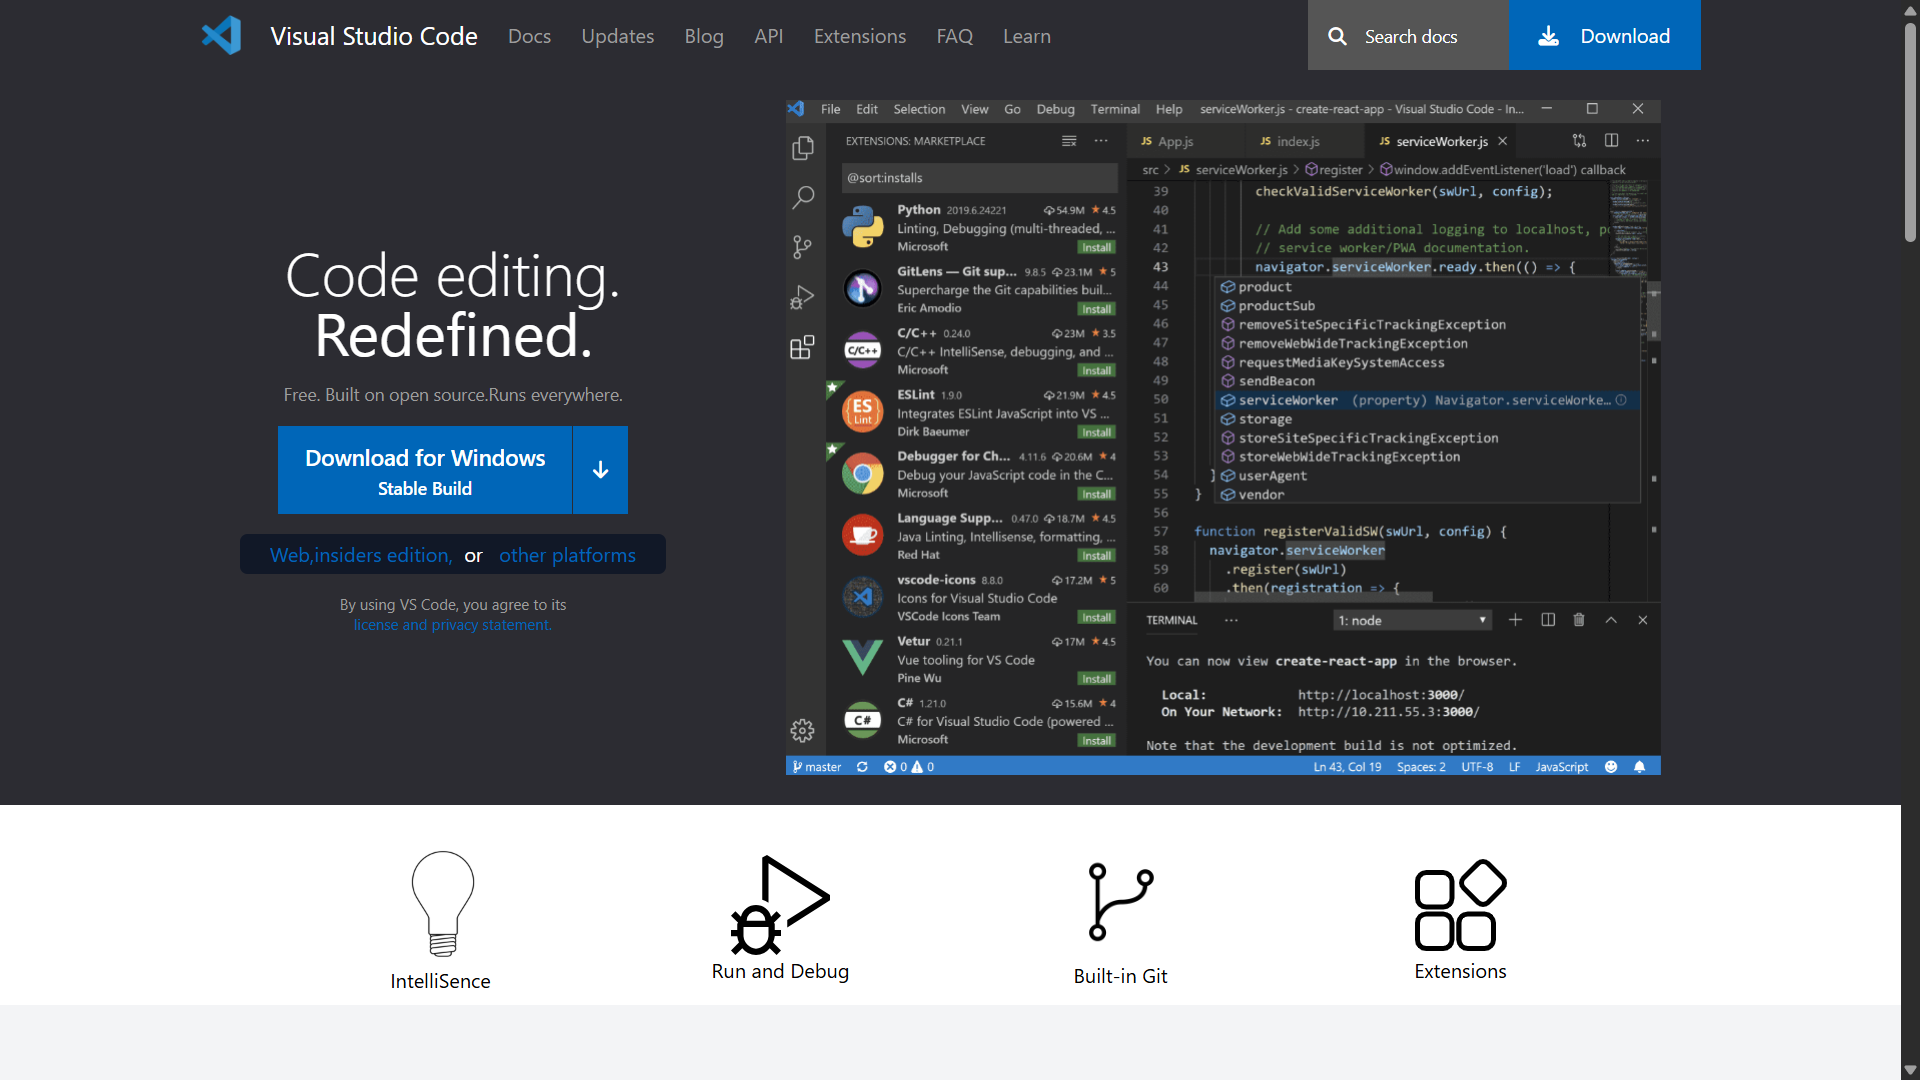 Visual Studio Code Docs Updates Blog API Extensions FAQ Learn Search docs Download
Code editing.
Redefined.
Free. Built on open source.Runs everywhere.
Download for Windows
Stable Build
Web,insiders edition, or other platforms
By using VS Code, you agree to its
license and privacy statement.
File Edit Selection View Go Debug Terminal Help serviceWorker.js - create-react-app - Visual Studio Code - In...
EXTENSIONS: MARKETPLACE
@sort:installs
Python 2019.6.24221 54.9M ★ 4.5
Linting, Debugging (multi-threaded, ...
Microsoft Install
GitLens — Git sup... 9.8.5 23.1M ★ 5
Supercharge the Git capabilities buil...
Eric Amodio Install
C/C++
C/C++ 0.24.0 23M ★ 3.5
C/C++ IntelliSense, debugging, and ...
Microsoft Install
ES
Lint
ESLint 1.9.0 21.9M ★ 4.5
Integrates ESLint JavaScript into VS ...
Dirk Baeumer Install
Debugger for Ch... 4.11.6 20.6M ★ 4
Debug your JavaScript code in the C...
Microsoft Install
Language Supp... 0.47.0 18.7M ★ 4.5
Java Linting, Intellisense, formatting, ...
Red Hat Install
vscode-icons 8.8.0 17.2M ★ 5
Icons for Visual Studio Code
VSCode Icons Team Install
Vetur 0.21.1 17M ★ 4.5
Vue tooling for VS Code
Pine Wu Install
C#
C# 1.21.0 15.6M ★ 4
C# for Visual Studio Code (powered ...
Microsoft Install
JS App.js JS index.js JS serviceWorker.js
src > JS serviceWorker.js > register > window.addEventListener('load') callback
39 checkValidServiceWorker(swUrl, config);
40
41 // Add some additional logging to localhost, po
42 // service worker/PWA documentation.
43 navigator.serviceWorker.ready.then(() => {
44 product
45 productSub
46 removeSiteSpecificTrackingException
47 removeWebWideTrackingException
48 requestMediaKeySystemAccess
49 sendBeacon
50 serviceWorker (property) Navigator.serviceWorke...
51 storage
52 storeSiteSpecificTrackingException
53 storeWebWideTrackingException
54 } userAgent
55 } vendor
56
57 function registerValidSW(swUrl, config) {
58 navigator.serviceWorker
59 .register(swUrl)
60 .then(registration => {
TERMINAL ... 1: node
You can now view create-react-app in the browser.
Local: http://localhost:3000/
On Your Network: http://10.211.55.3:3000/
Note that the development build is not optimized.
master 0 0 Ln 43, Col 19 Spaces: 2 UTF-8 LF JavaScript
IntelliSence
Run and Debug
Built-in Git
Extensions